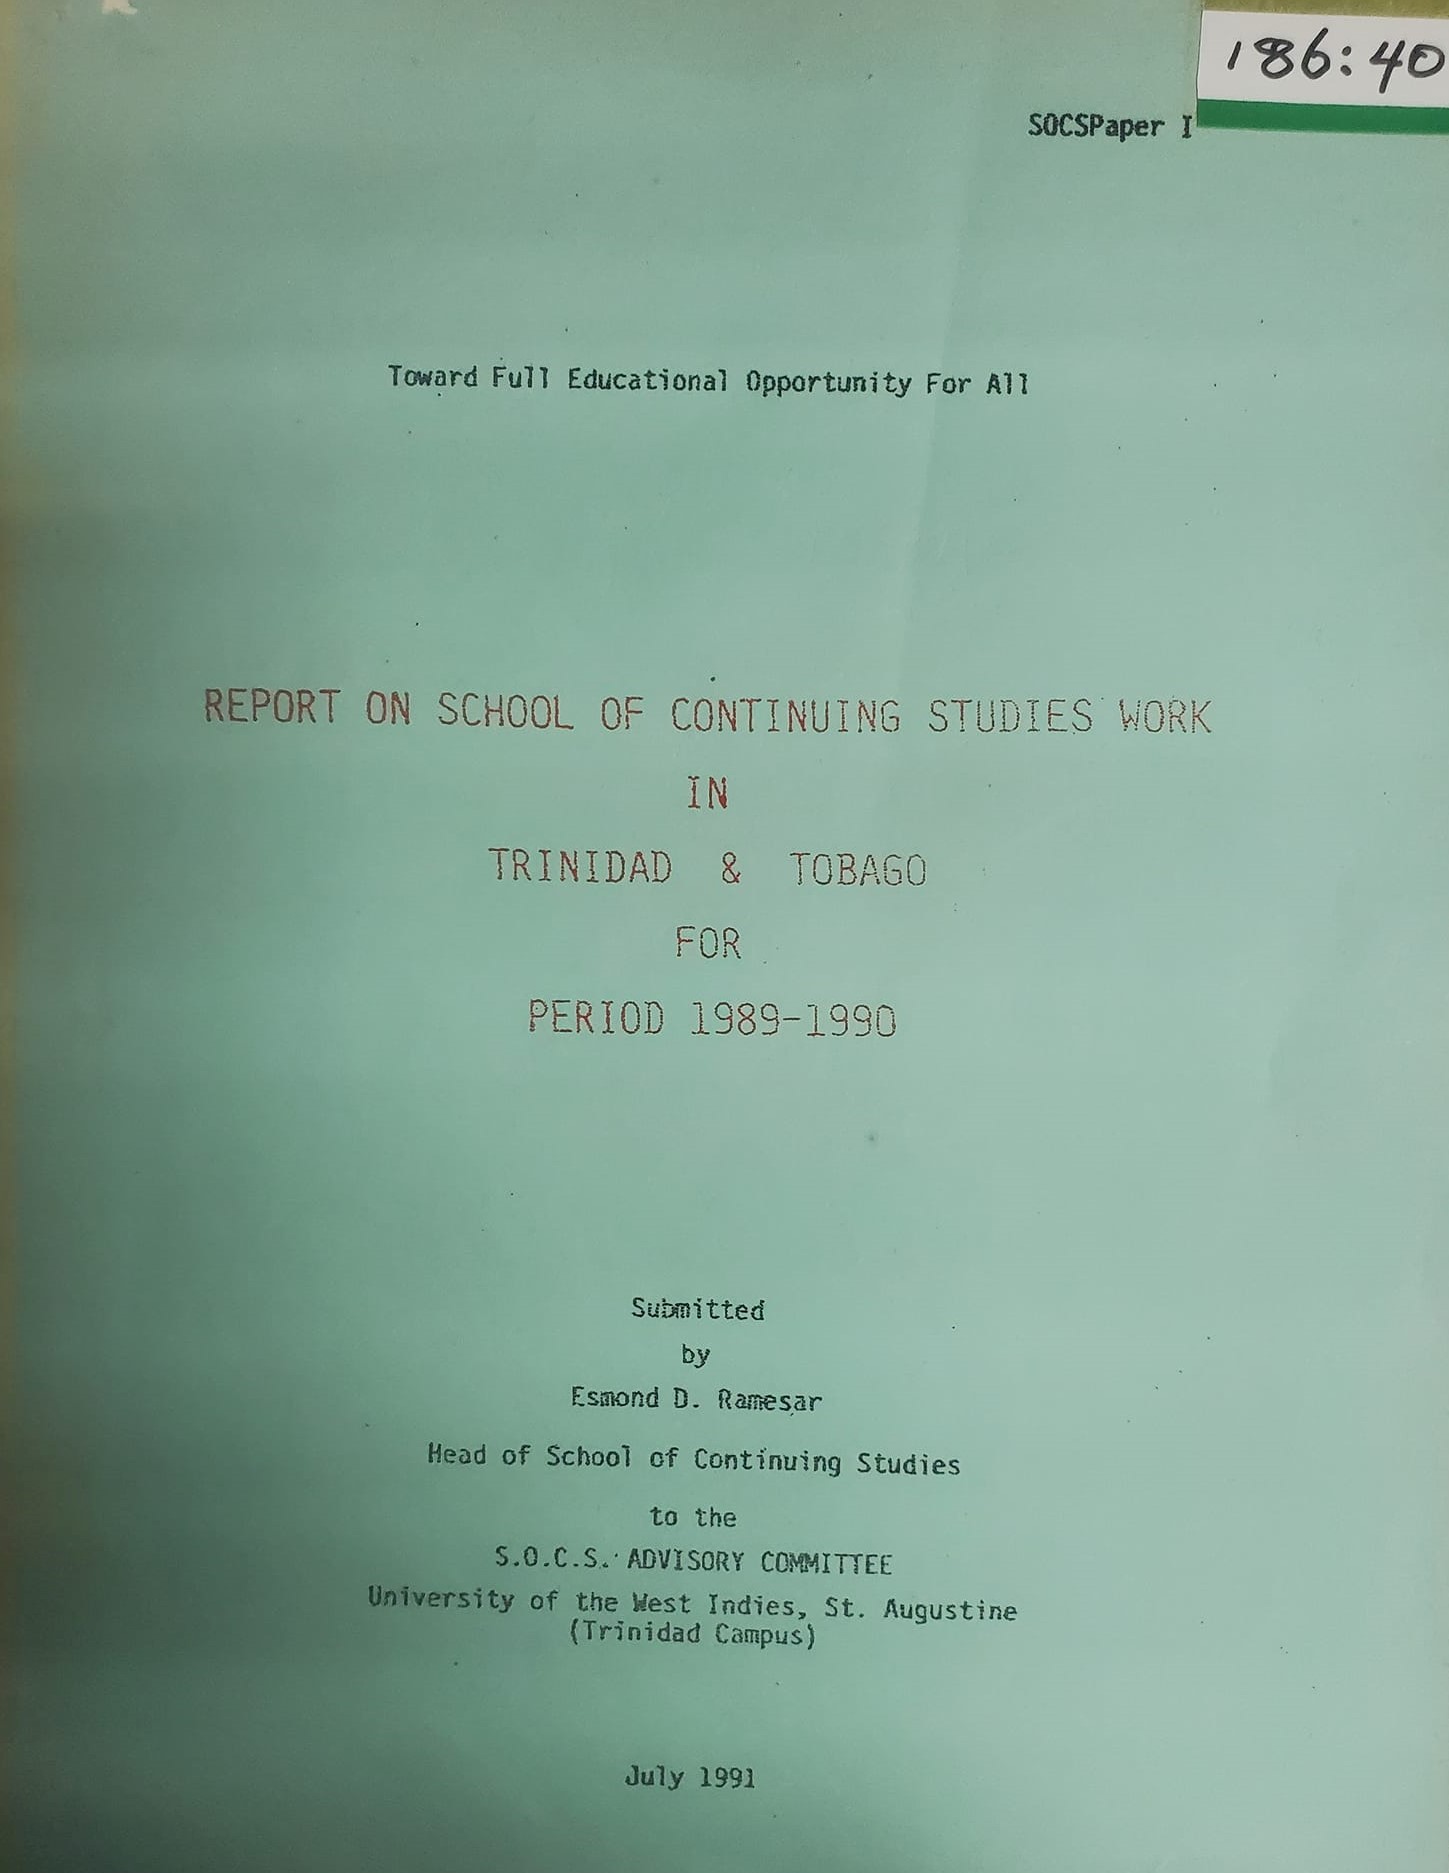 186:40
SOCSPaper I
Toward Full Educational Opportunity For All
REPORT ON SCHOOL OF CONTINUING STUDIES WORK
IN
TRINIDAD & TOBAGO
FOR
PERIOD 1989-1990
Submitted
by
Esmond D. Ramesar
Head of School of Continuing Studies
to the
S.O.C.S. ADVISORY COMMITTEE
University of the West Indies, St. Augustine
(Trinidad Campus)
July 1991